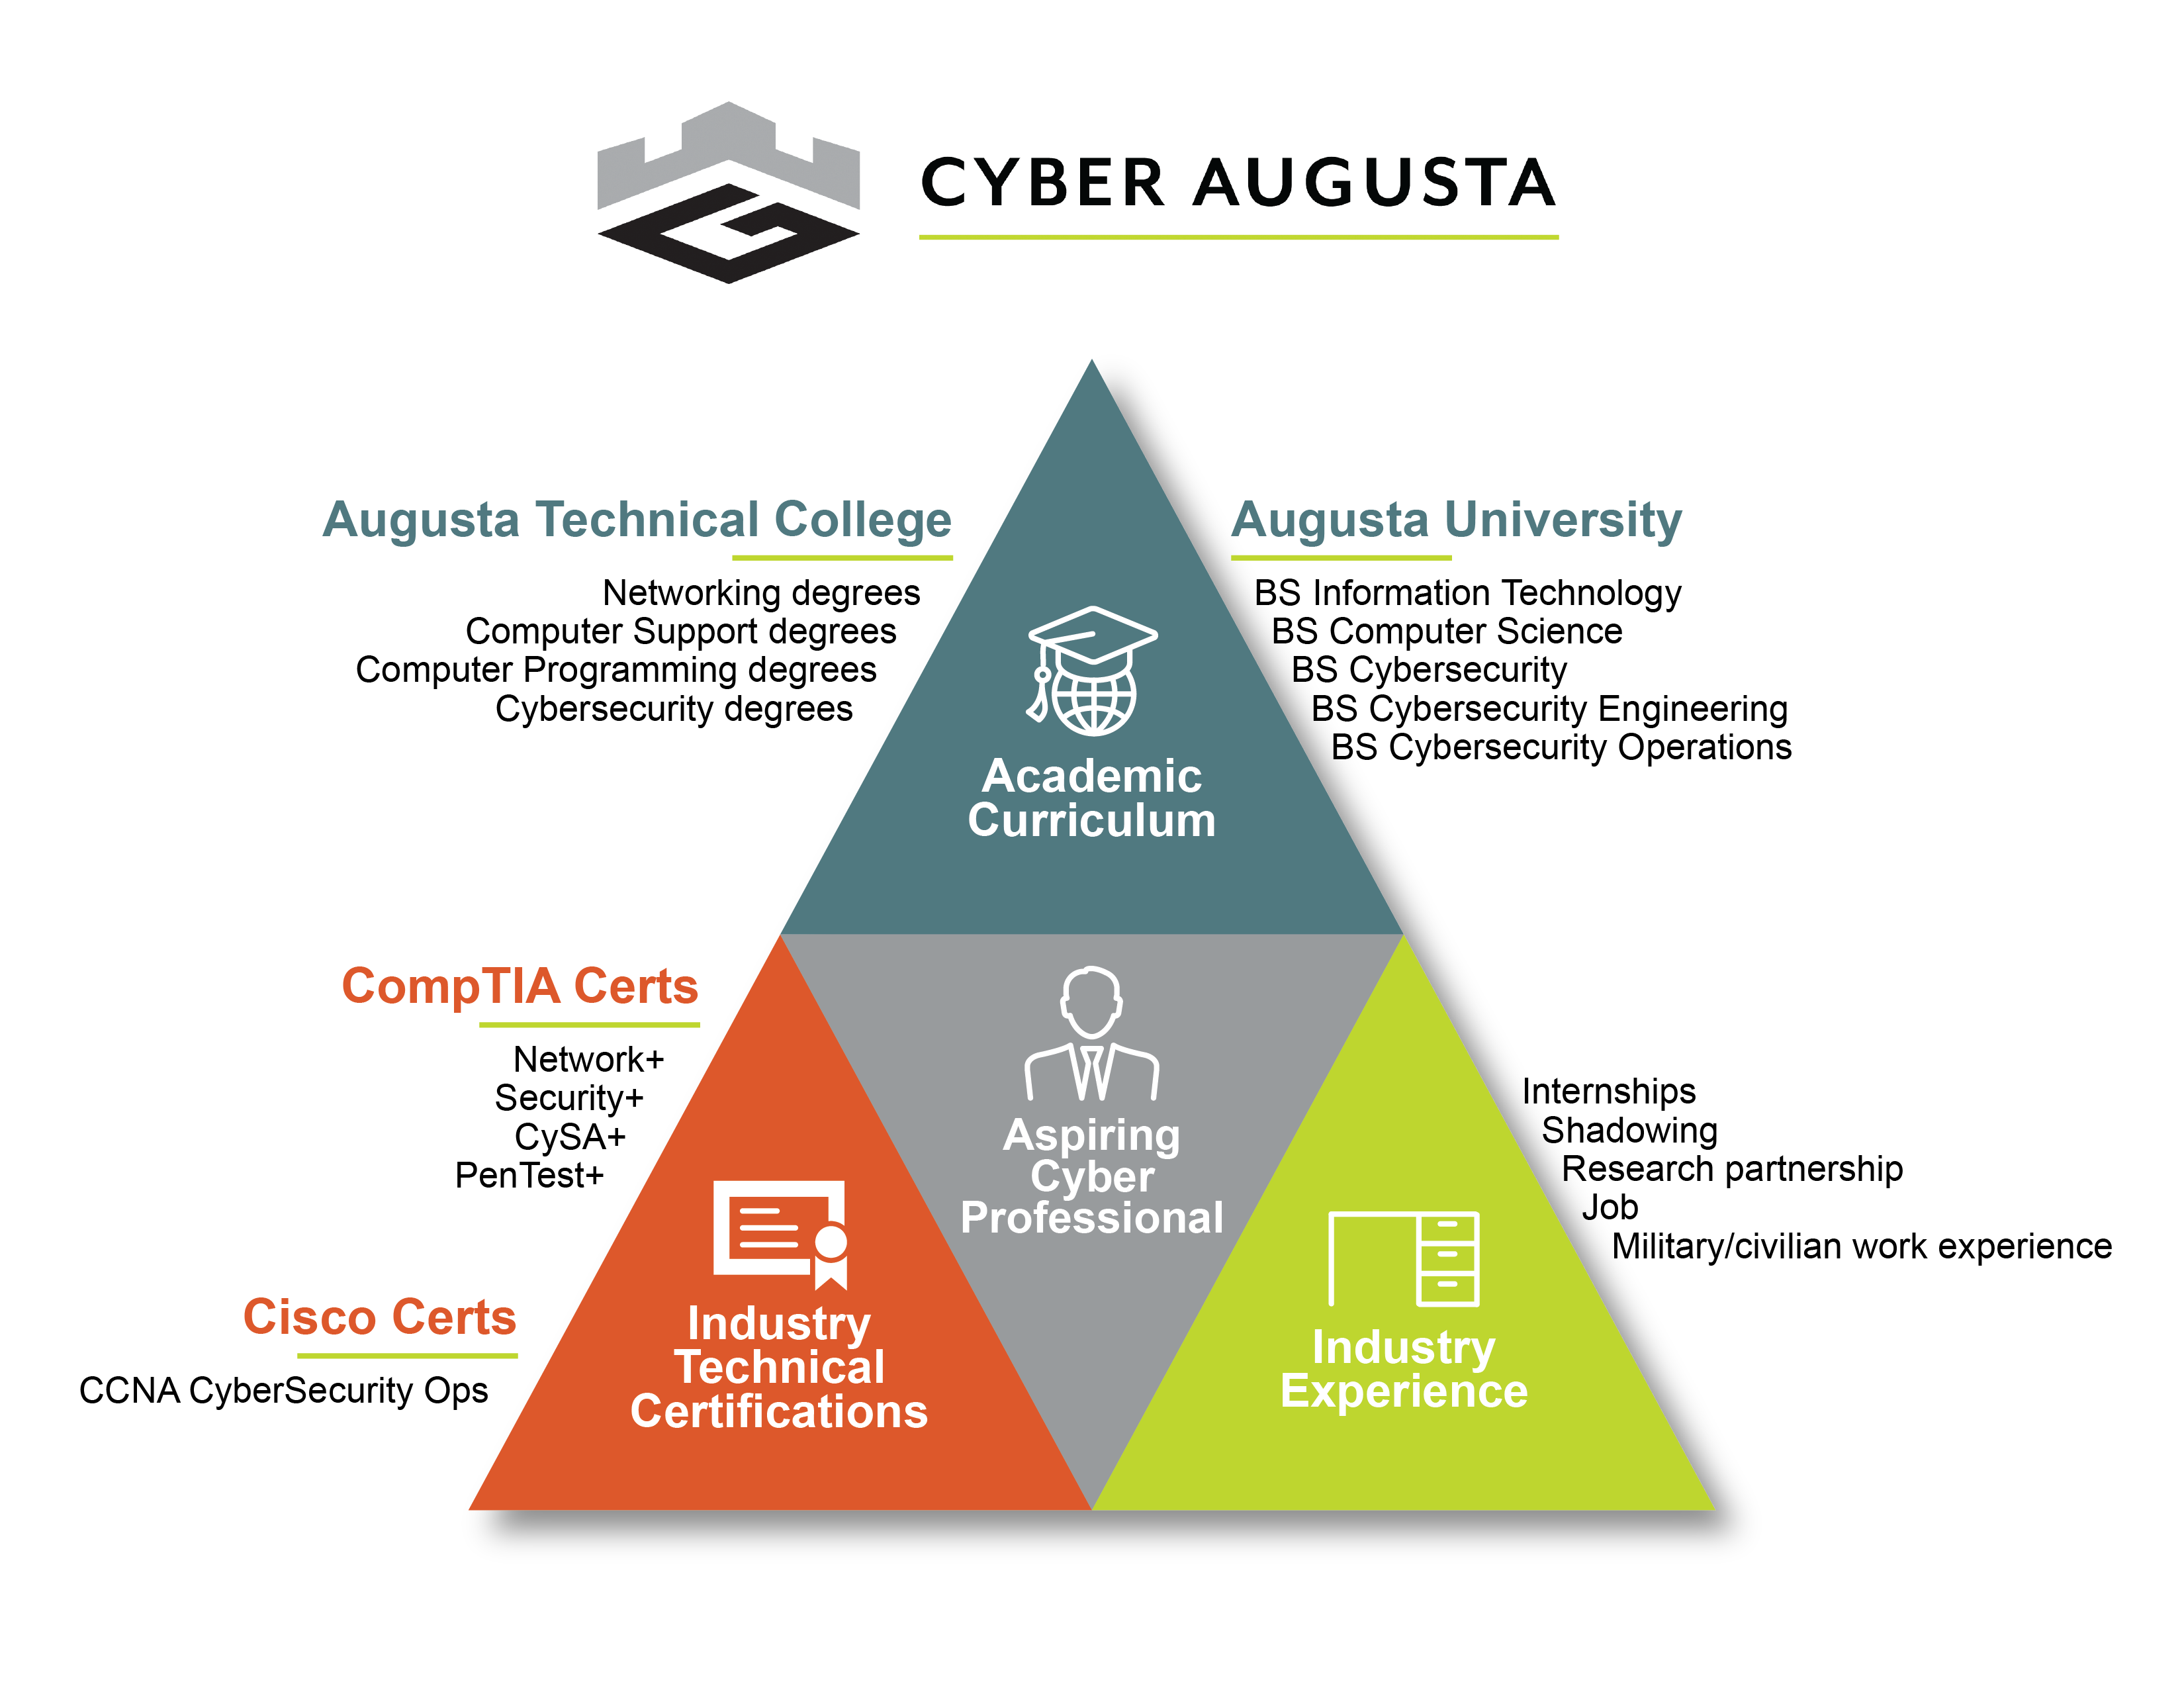 CYBER AUGUSTA
Augusta Technical College
Networking degrees
Computer Support degrees
Computer Programming degrees
Cybersecurity degrees
Augusta University
BS Information Technology
BS Computer Science
BS Cybersecurity
BS Cybersecurity Engineering
BS Cybersecurity Operations
Academic
Curriculum
CompTIA Certs
Network+
Security+
CySA+
PenTest+
Cisco Certs
CCNA CyberSecurity Ops
Industry
Technical
Certifications
Aspiring
Cyber
Professional
Internships
Shadowing
Research partnership
Job
Military/civilian work experience
Industry
Experience